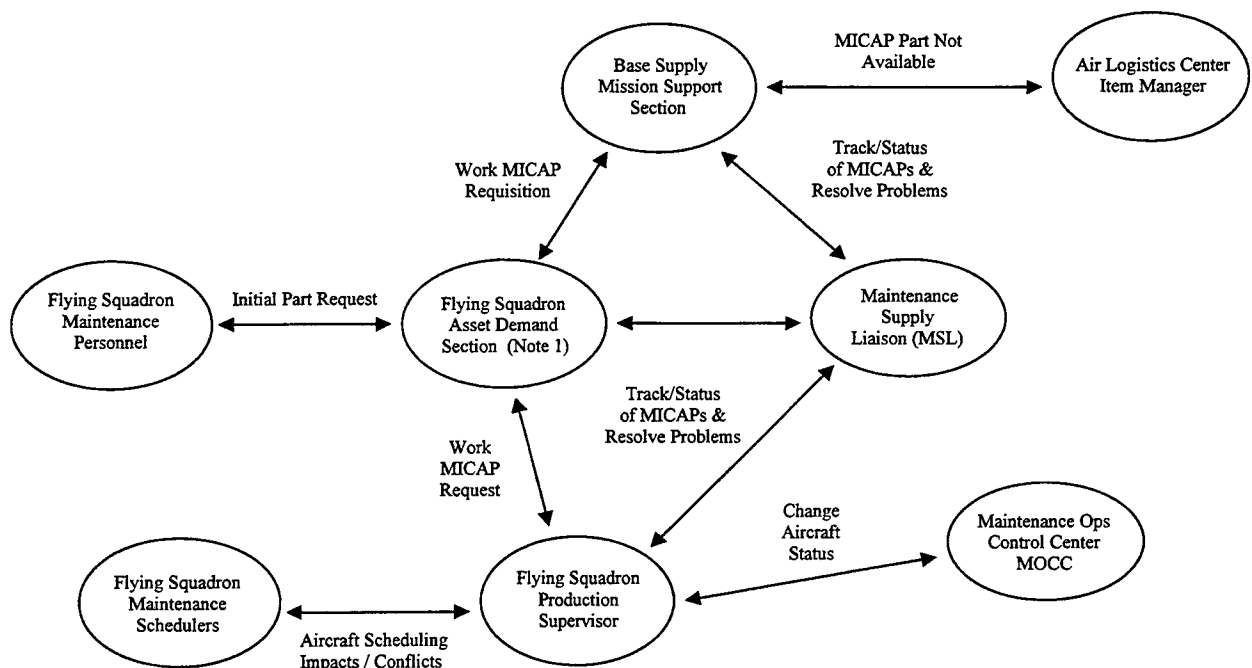 MICAP Part Not
Available
Base Supply
Mission Support
Section
Air Logistics Center
Item Manager
Work MICAP
Requisition
Track/Status
of MICAPs &
Resolve Problems
Flying Squadron
Maintenance
Personnel
Initial Part Request
Flying Squadron
Asset Demand
Section (Note 1)
Maintenance
Supply
Liaison (MSL)
Track/Status
of MICAPs &
Resolve Problems
Work
MICAP
Request
Change
Aircraft
Status
Maintenance Ops
Control Center
MOCC
Flying Squadron
Maintenance
Schedulers
Flying Squadron
Production
Supervisor
Aircraft Scheduling
Impacts / Conflicts